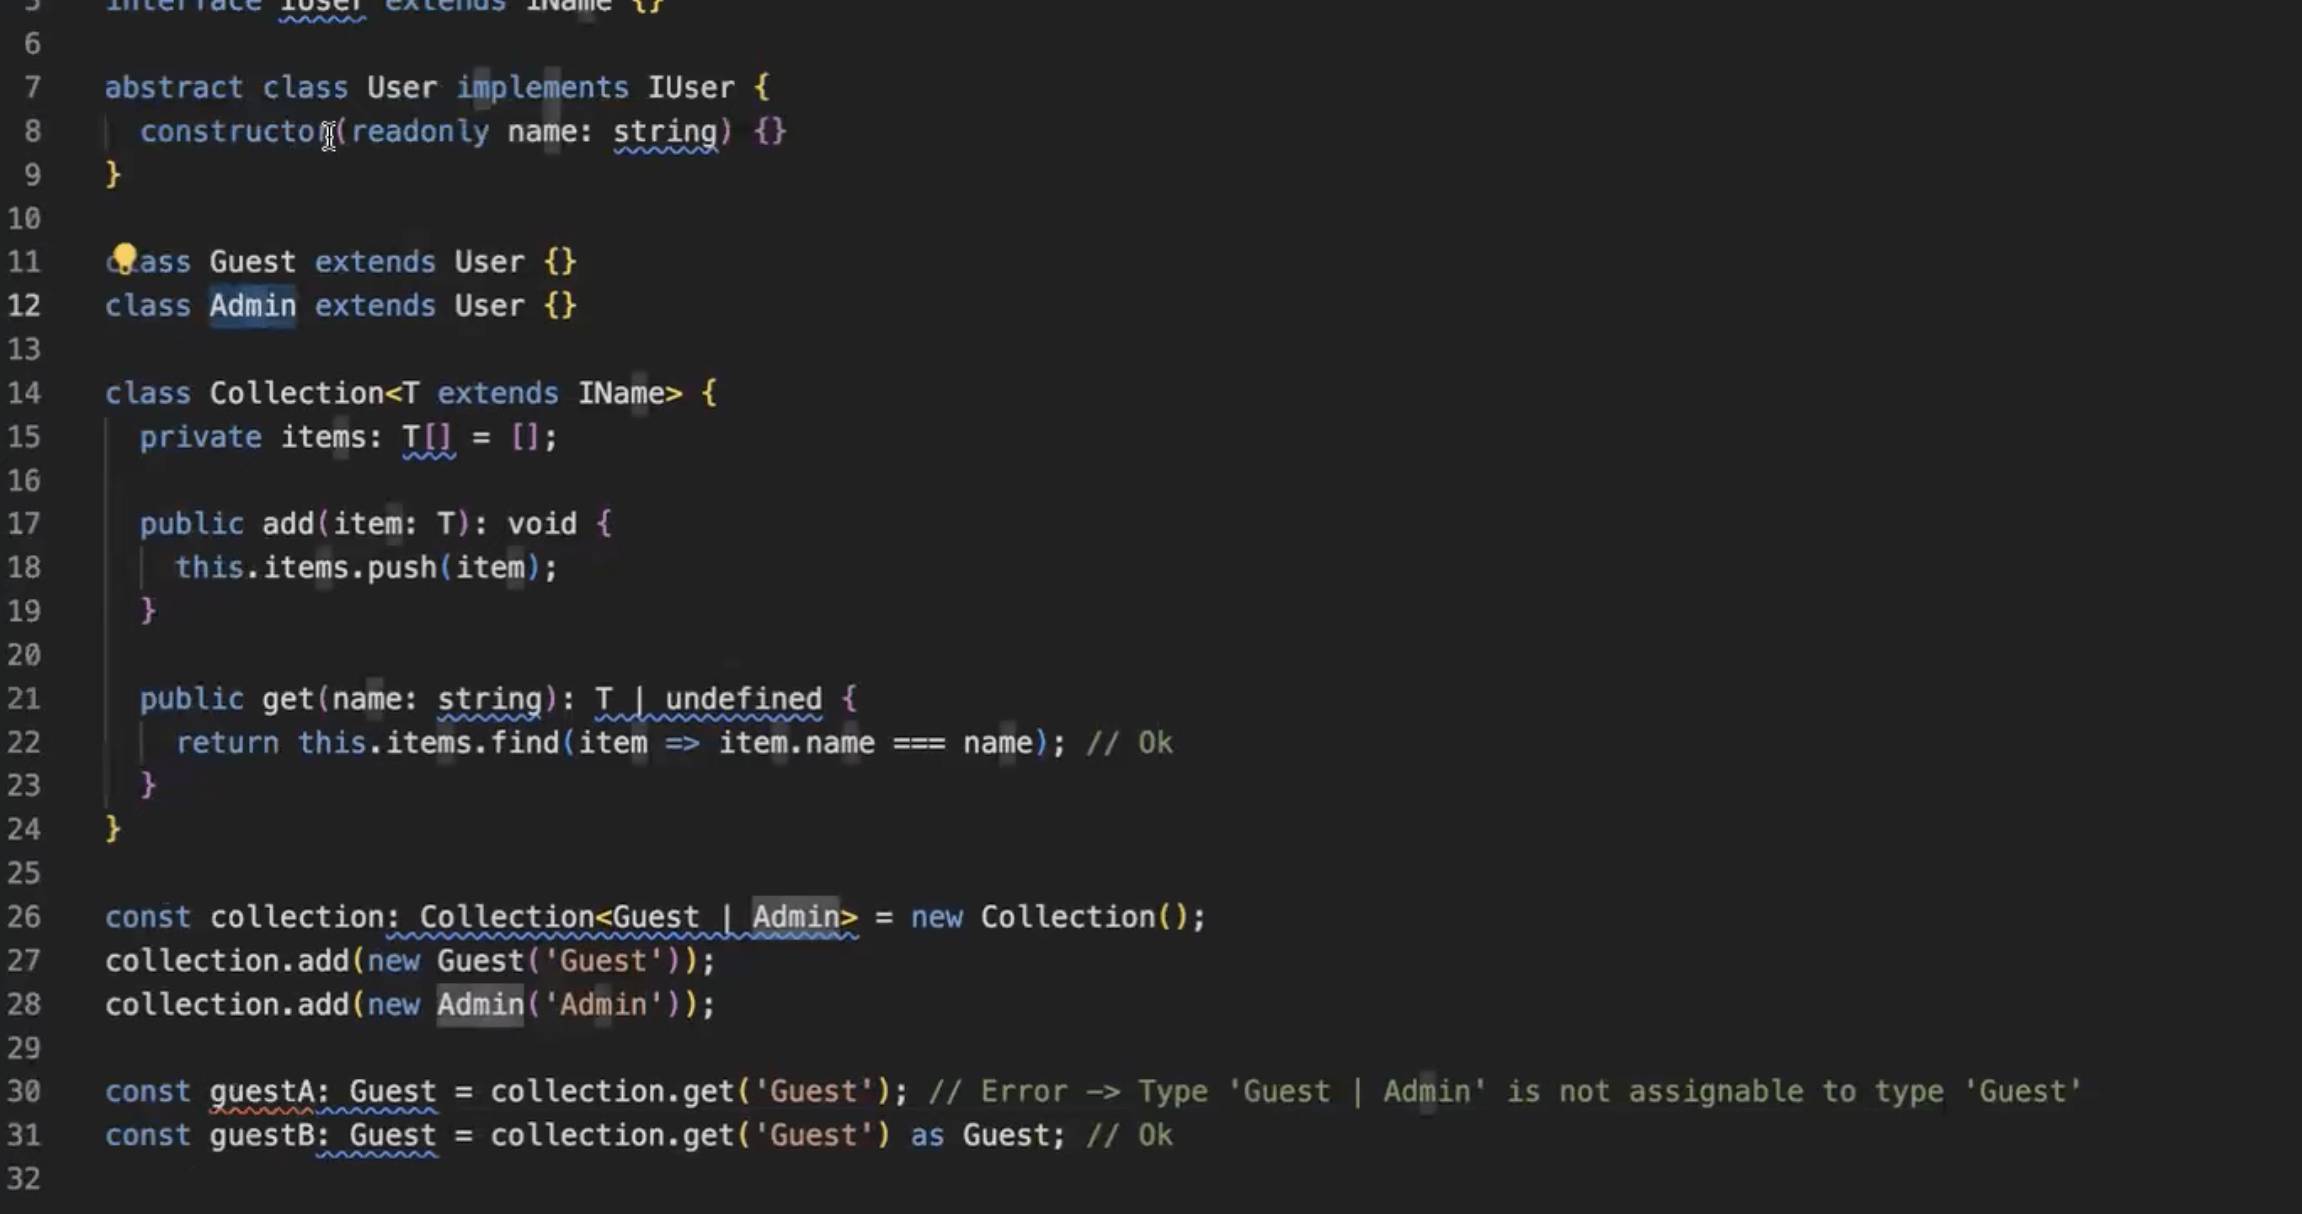 5 interface IUser extends IName {}
6
7 abstract class User implements IUser {
8 constructor(readonly name: string) {}
9 }
10
11 class Guest extends User {}
12 class Admin extends User {}
13
14 class Collection<T extends IName> {
15 private items: T[] = [];
16
17 public add(item: T): void {
18 this.items.push(item);
19 }
20
21 public get(name: string): T | undefined {
22 return this.items.find(item => item.name === name); // Ok
23 }
24 }
25
26 const collection: Collection<Guest | Admin> = new Collection();
27 collection.add(new Guest('Guest'));
28 collection.add(new Admin('Admin'));
29
30 const guestA: Guest = collection.get('Guest'); // Error —> Type 'Guest | Admin' is not assignable to type 'Guest'
31 const guestB: Guest = collection.get('Guest') as Guest; // Ok
32